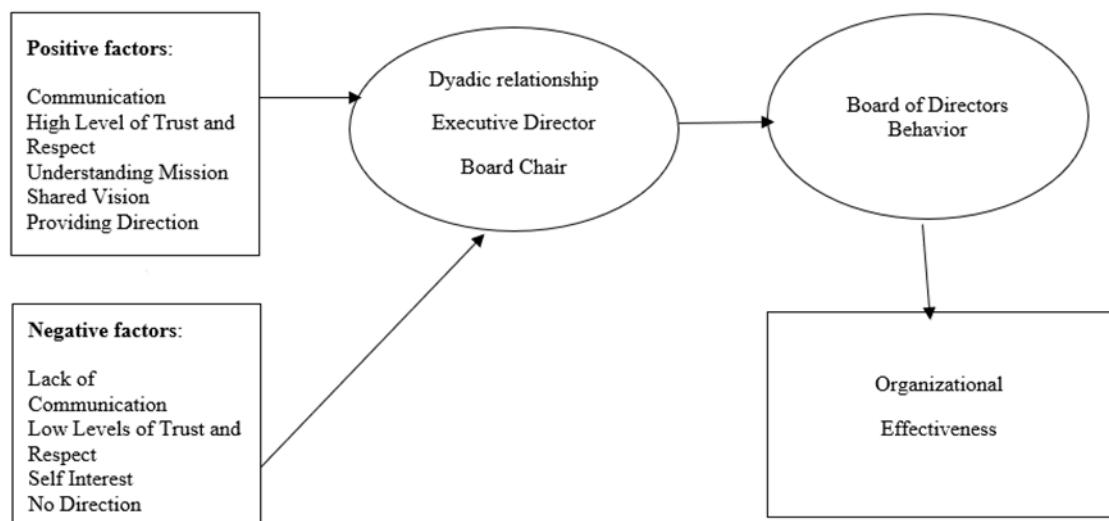 Positive factors:
Communication
High Level of Trust and
Respect
Understanding Mission
Shared Vision
Providing Direction
Dyadic relationship
Executive Director
Board Chair
Board of Directors
Behavior
Negative factors:
Lack of
Communication
Low Levels of Trust and
Respect
Self Interest
No Direction
Organizational
Effectiveness